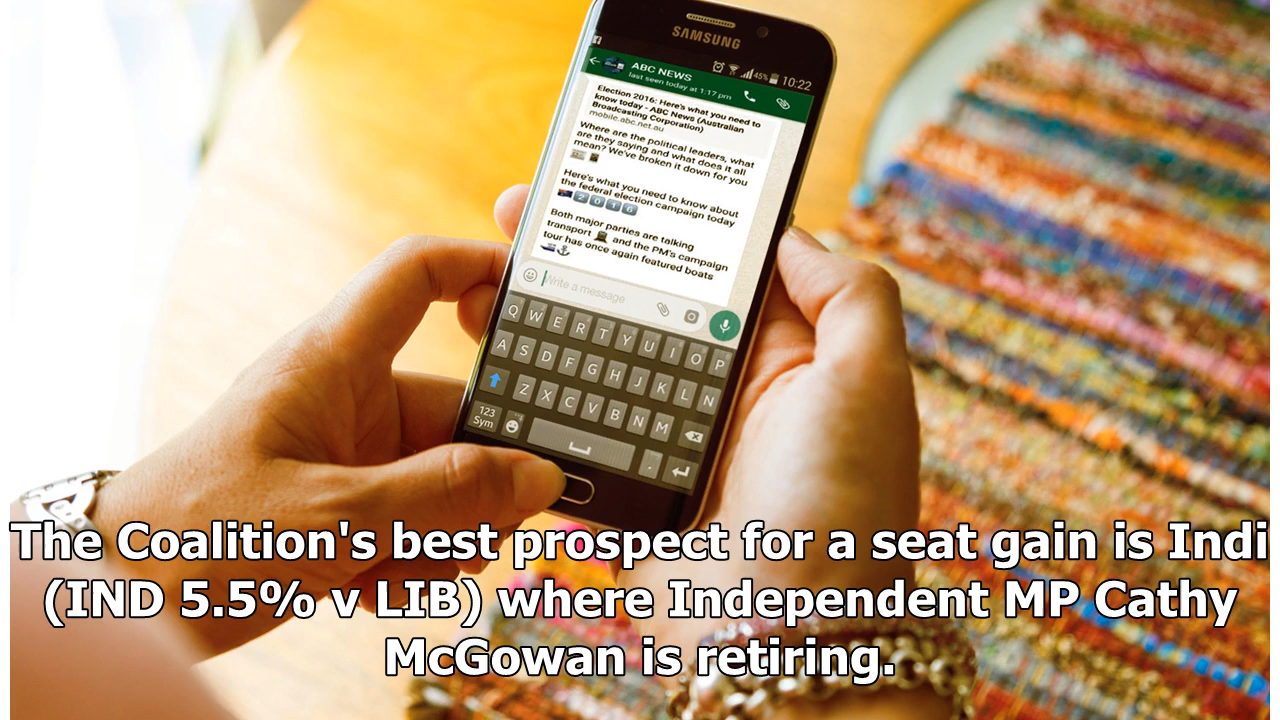 SAMSUNG
45% 10:22
ABC NEWS
last seen today at 1:17 pm
Election 2016: Here's what you need to
know today - ABC News (Australian
Broadcasting Corporation)
mobile.abc.net.au
Where are the political leaders, what
are they saying and what does it all
mean? We've broken it down for you
Here's what you need to know about
the federal election campaign today
2016
Both major parties are talking
transport and the PM's campaign
tour has once again featured boats
Write a message
Q W E R T Y U I O P
A S D F G H J K L N
Z X C V B N M
123
Sym
.
The Coalition's best prospect for a seat gain is Indi
(IND 5.5% v LIB) where Independent MP Cathy
McGowan is retiring.